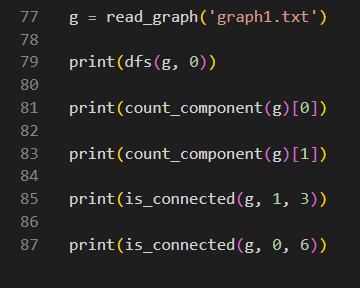 77 g = read_graph('graph1.txt')
78
79 print(dfs(g, 0))
80
81 print(count_component(g)[0])
82
83 print(count_component(g)[1])
84
85 print(is_connected(g, 1, 3))
86
87 print(is_connected(g, 0, 6))